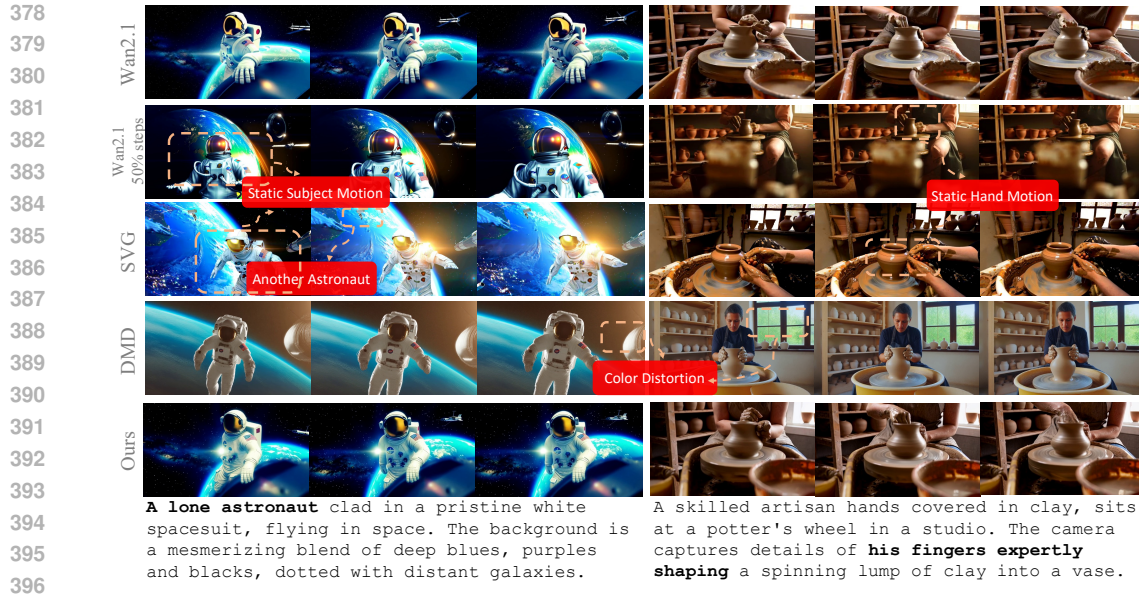 378
379
380
381
382
383
384
385
386
387
388
389
390
391
392
393
394
395
396
Wan2.1
Wan2.1
50% steps
SVG
DMD
Ours
Static Subject Motion
Static Hand Motion
Another Astronaut
Color Distortion
A lone astronaut clad in a pristine white
spacesuit, flying in space. The background is
a mesmerizing blend of deep blues, purples
and blacks, dotted with distant galaxies.
A skilled artisan hands covered in clay, sits
at a potter's wheel in a studio. The camera
captures details of his fingers expertly
shaping a spinning lump of clay into a vase.